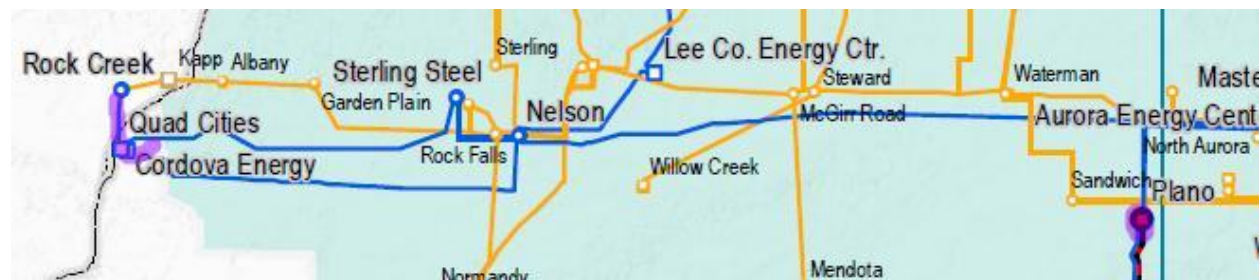 Sterling
Lee Co. Energy Ctr.
Rock Creek
Kapp
Albany
Sterling Steel
Steward
Waterman
Garden Plain
Nelson
McGirr Road
Aurora Energy Cent
Quad Cities
North Aurora
Cordova Energy
Rock Falls
Willow Creek
Sandwich
Plano
Normandy
Mendota